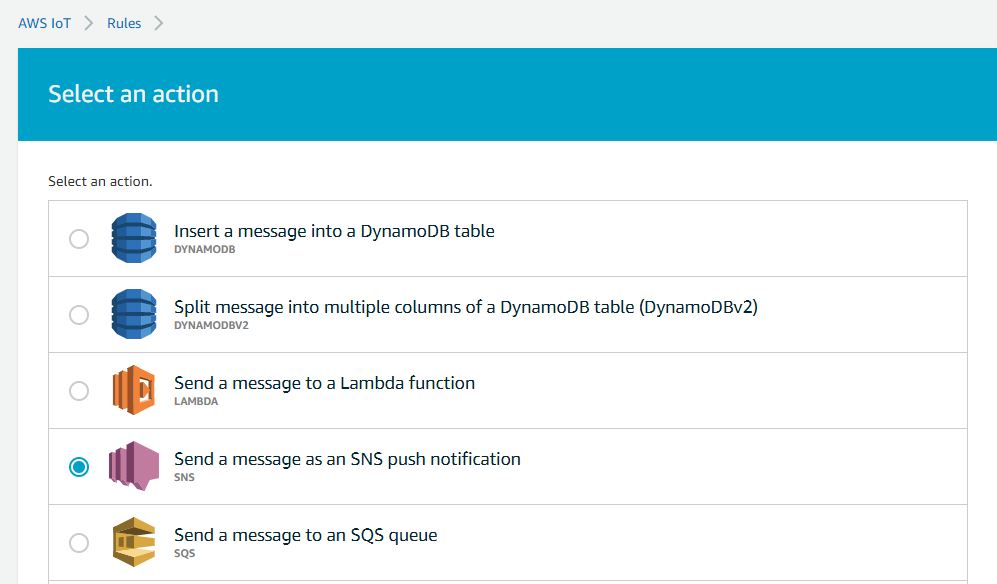 AWS IoT > Rules >
Select an action
Select an action.
Insert a message into a DynamoDB table
DYNAMODB
Split message into multiple columns of a DynamoDB table (DynamoDBv2)
DYNAMODBV2
Send a message to a Lambda function
LAMBDA
Send a message as an SNS push notification
SNS
Send a message to an SQS queue
SQS